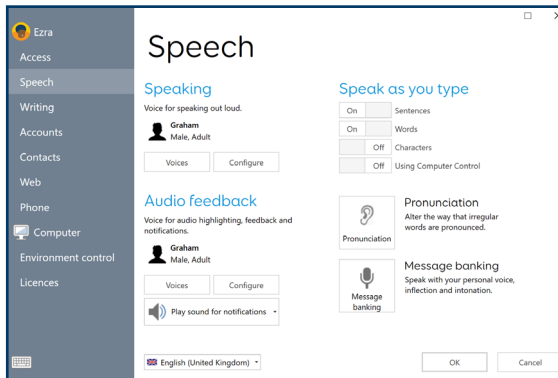 Ezra
Access
Speech
Writing
Accounts
Contacts
Web
Phone
Computer
Environment control
Licences
Speech
Speaking
Voice for speaking out loud.
Graham
Male, Adult
Voices Configure
Audio feedback
Voice for audio highlighting, feedback and
notifications.
Graham
Male, Adult
Voices Configure
Play sound for notifications
English (United Kingdom)
Speak as you type
On Sentences
On Words
Off Characters
Off Using Computer Control
Pronunciation
Pronunciation
Alter the way that irregular
words are pronounced.
Message
banking
Message banking
Speak with your personal voice,
inflection and intonation.
OK Cancel